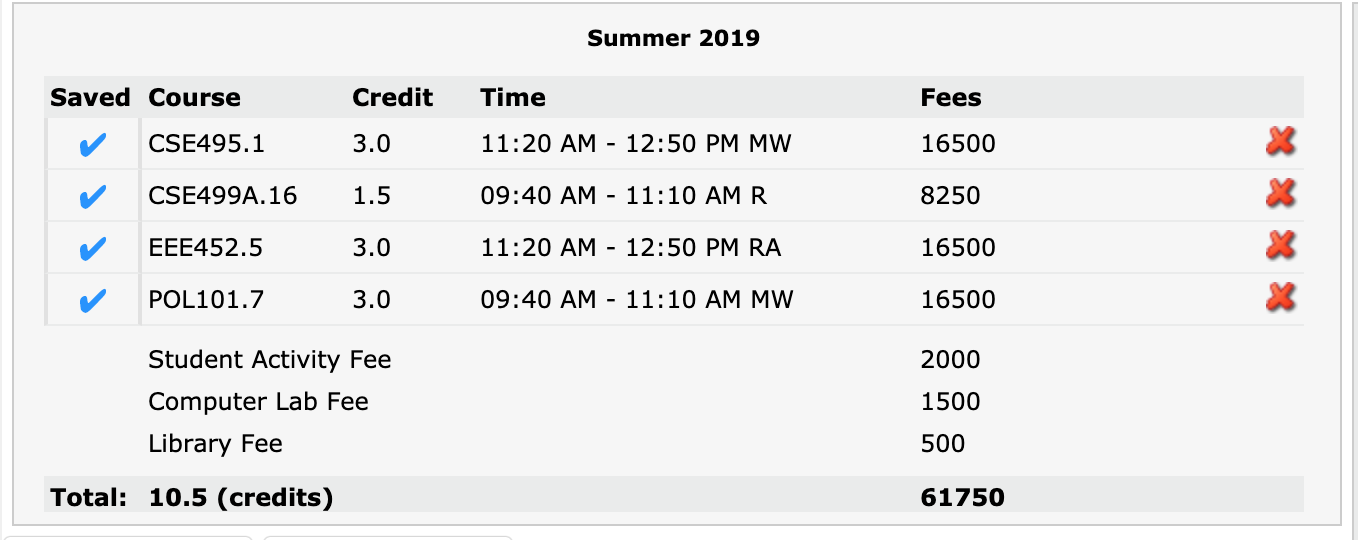 Summer 2019
Saved Course Credit Time Fees
CSE495.1 3.0 11:20 AM - 12:50 PM MW 16500
CSE499A.16 1.5 09:40 AM - 11:10 AM R 8250
EEE452.5 3.0 11:20 AM - 12:50 PM RA 16500
POL101.7 3.0 09:40 AM - 11:10 AM MW 16500
Student Activity Fee 2000
Computer Lab Fee 1500
Library Fee 500
Total: 10.5 (credits) 61750